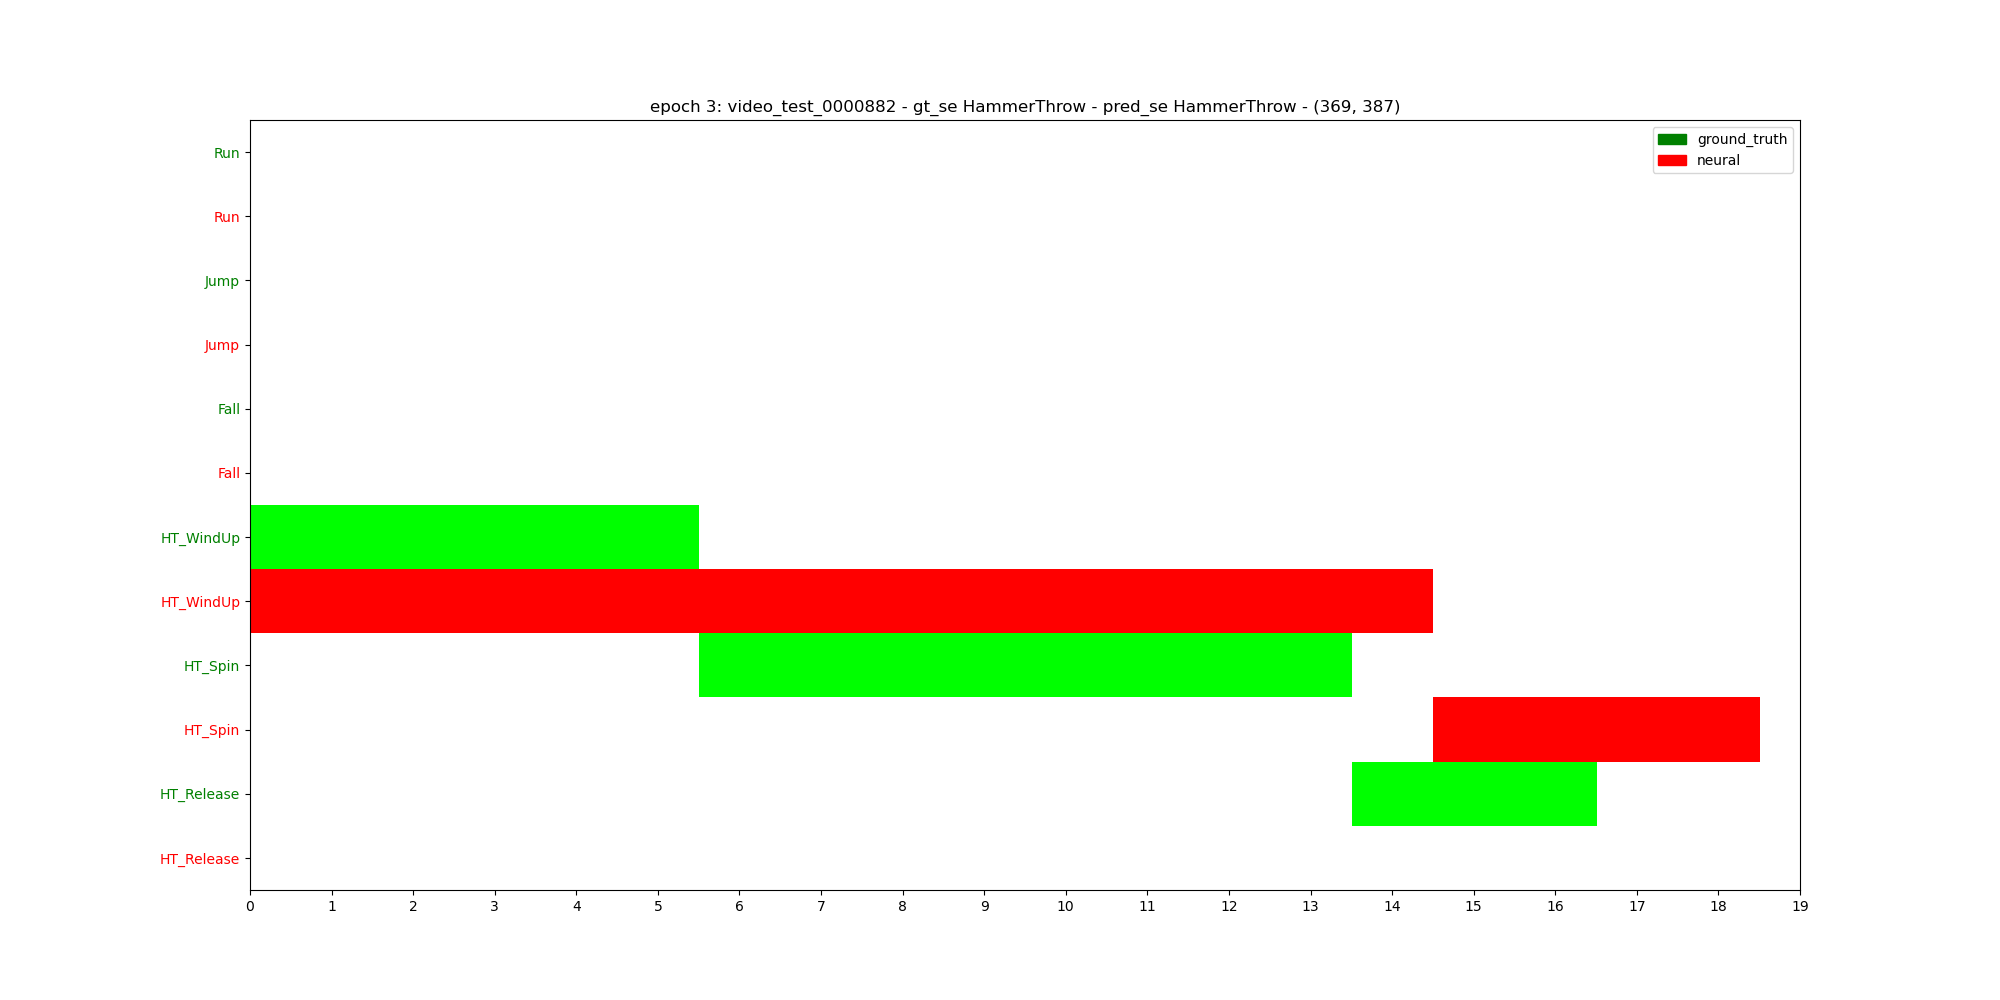 epoch 3: video_test_0000882 - gt_se HammerThrow - pred_se HammerThrow - (369, 387)
ground_truth
neural
Run
Run
Jump
Jump
Fall
Fall
HT_WindUp
HT_WindUp
HT_Spin
HT_Spin
HT_Release
HT_Release
0 1 2 3 4 5 6 7 8 9 10 11 12 13 14 15 16 17 18 19